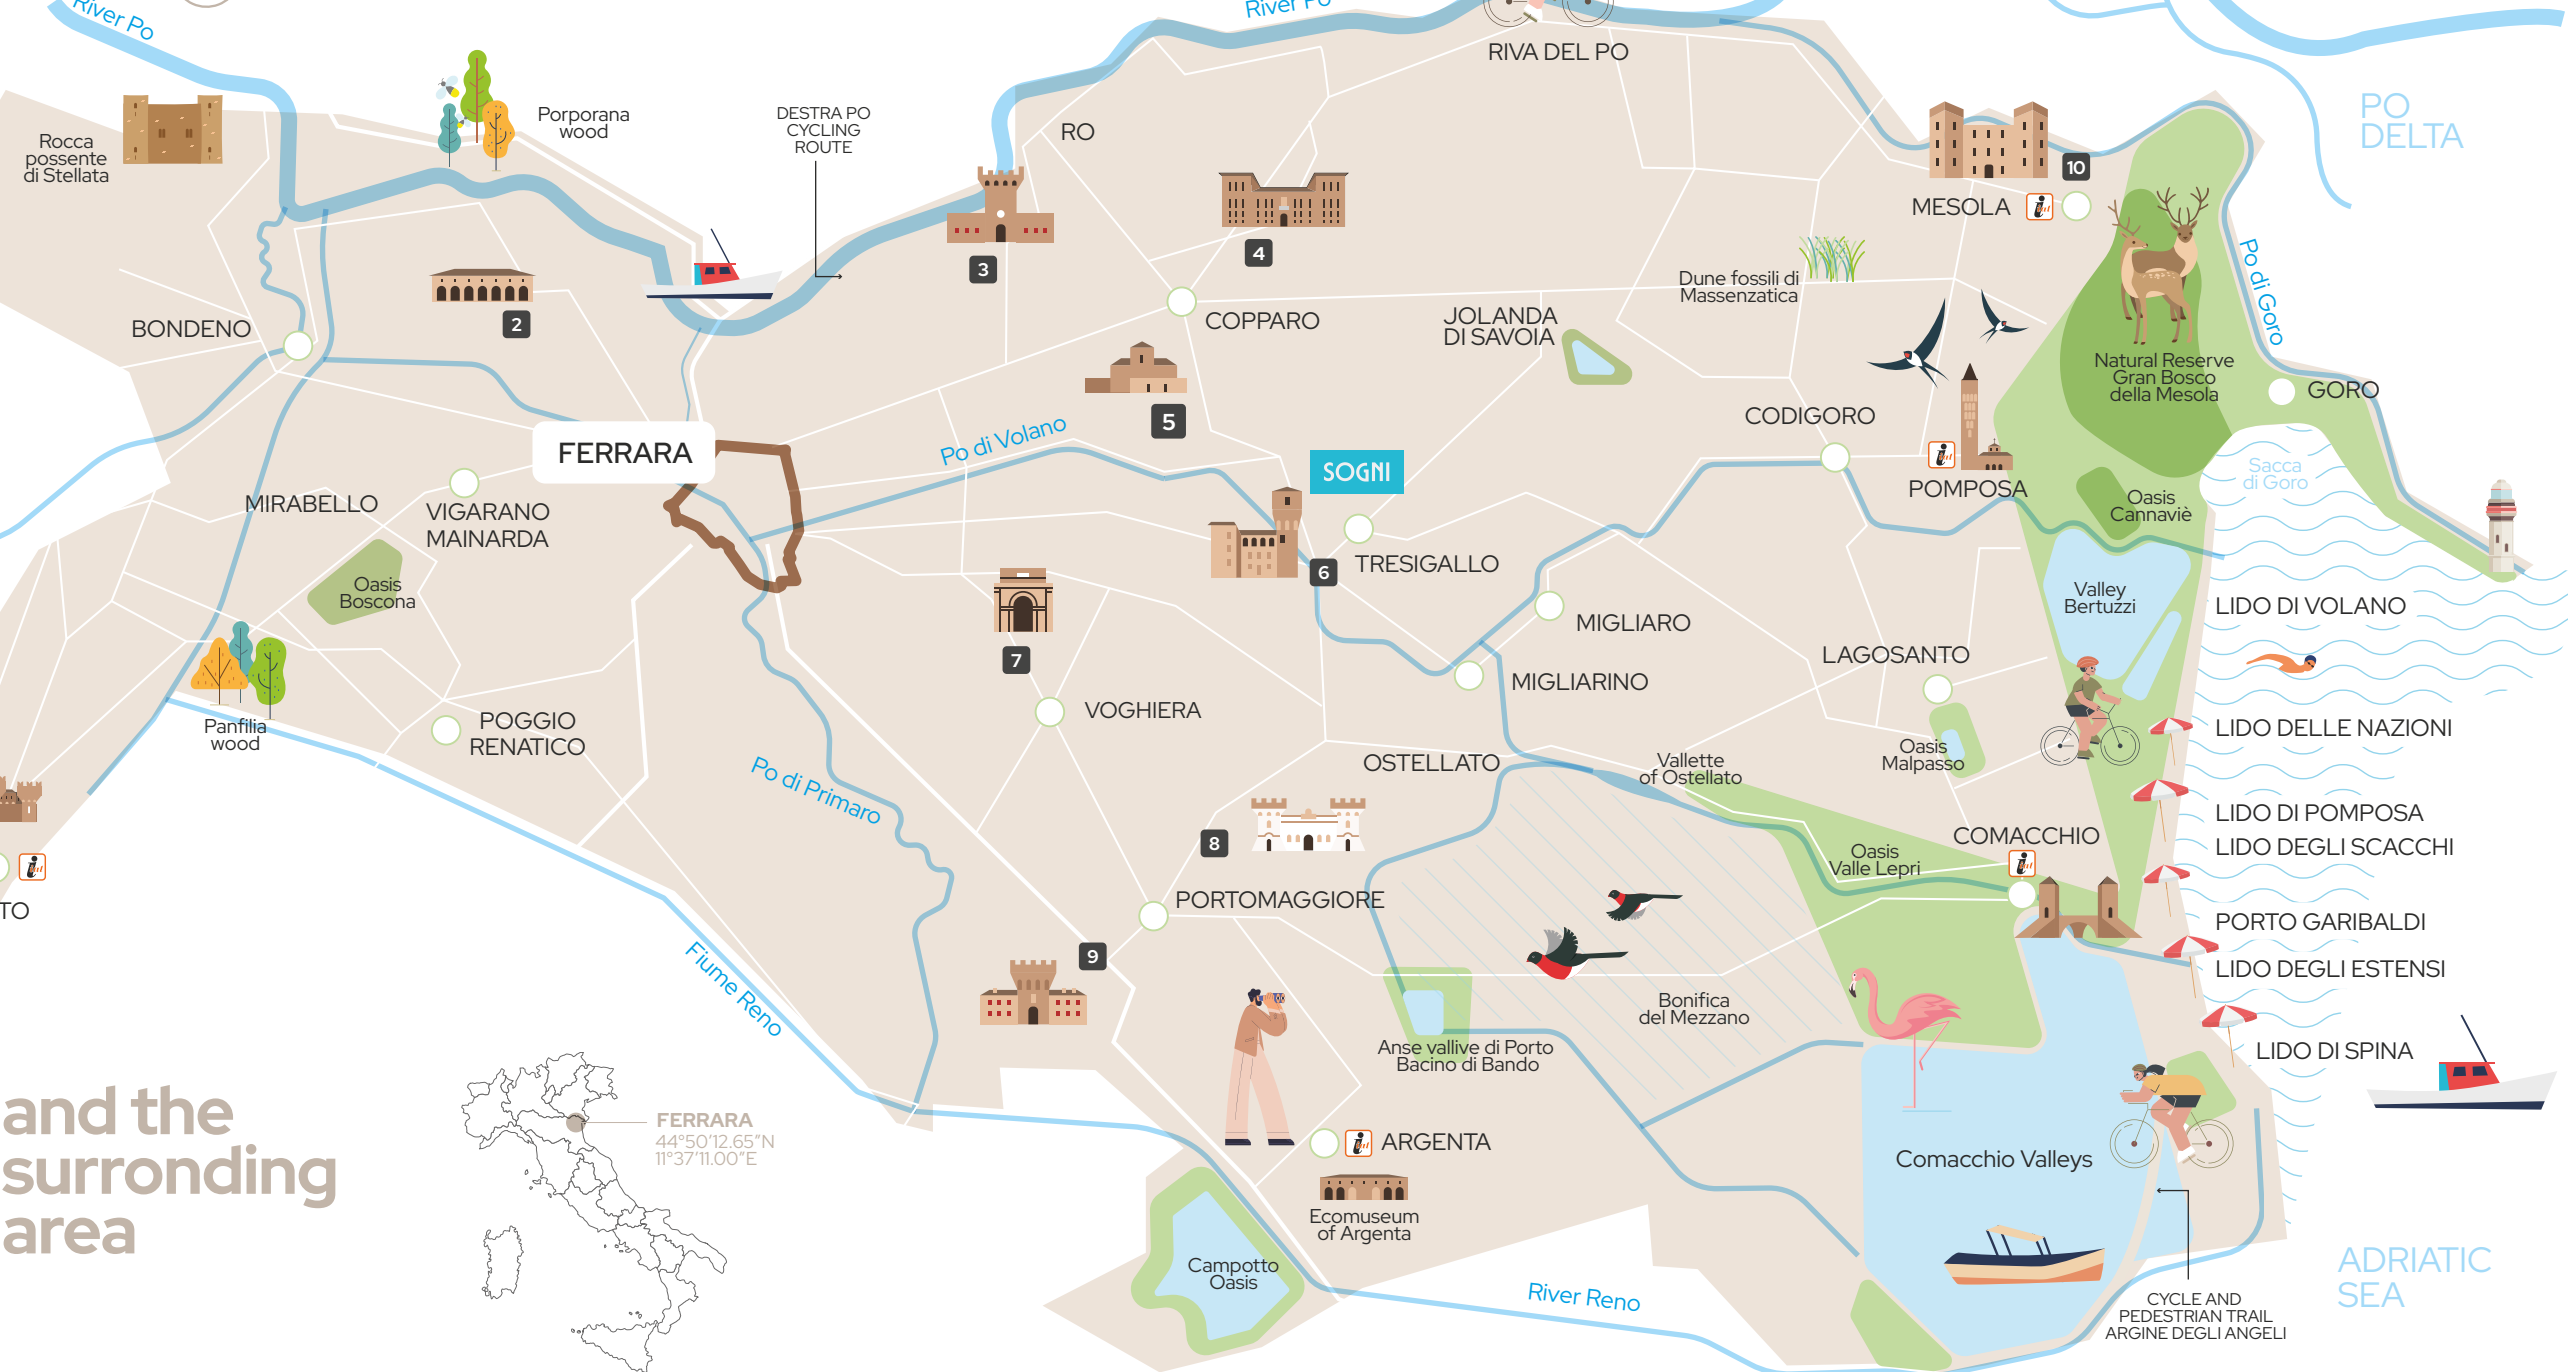 River Po
River Po
RIVA DEL PO
Rocca
possente
di Stellata
Porporana
wood
DESTRA PO
CYCLING
ROUTE
RO
PO
DELTA
10
MESOLA
3
4
2
BONDENO
COPPARO
JOLANDA
DI SAVOIA
Dune fossili di
Massenzatica
Po di Goro
Natural Reserve
Gran Bosco
della Mesola
GORO
5
CODIGORO
FERRARA
Po di Volano
SOGNI
POMPOSA
Sacca
di Goro
Oasis
Cannaviè
MIRABELLO
VIGARANO
MAINARDA
6
TRESIGALLO
Oasis
Boscona
Valley
Bertuzzi
LIDO DI VOLANO
MIGLIARO
7
LAGOSANTO
MIGLIARINO
VOGHIERA
Panfilia
wood
POGGIO
RENATICO
LIDO DELLE NAZIONI
Oasis
Malpasso
OSTELLATO
Vallette
of Ostellato
Po di Primaro
LIDO DI POMPOSA
LIDO DEGLI SCACCHI
8
COMACCHIO
Oasis
Valle Lepri
TO
PORTOMAGGIORE
PORTO GARIBALDI
9
LIDO DEGLI ESTENSI
Fiume Reno
Bonifica
del Mezzano
Anse vallive di Porto
Bacino di Bando
LIDO DI SPINA
and the
surronding
area
FERRARA
44°50'12.65”N
11°37'11.00”E
ARGENTA
Comacchio Valleys
Ecomuseum
of Argenta
Campotto
Oasis
River Reno
ADRIATIC
SEA
CYCLE AND
PEDESTRIAN TRAIL
ARGINE DEGLI ANGELI